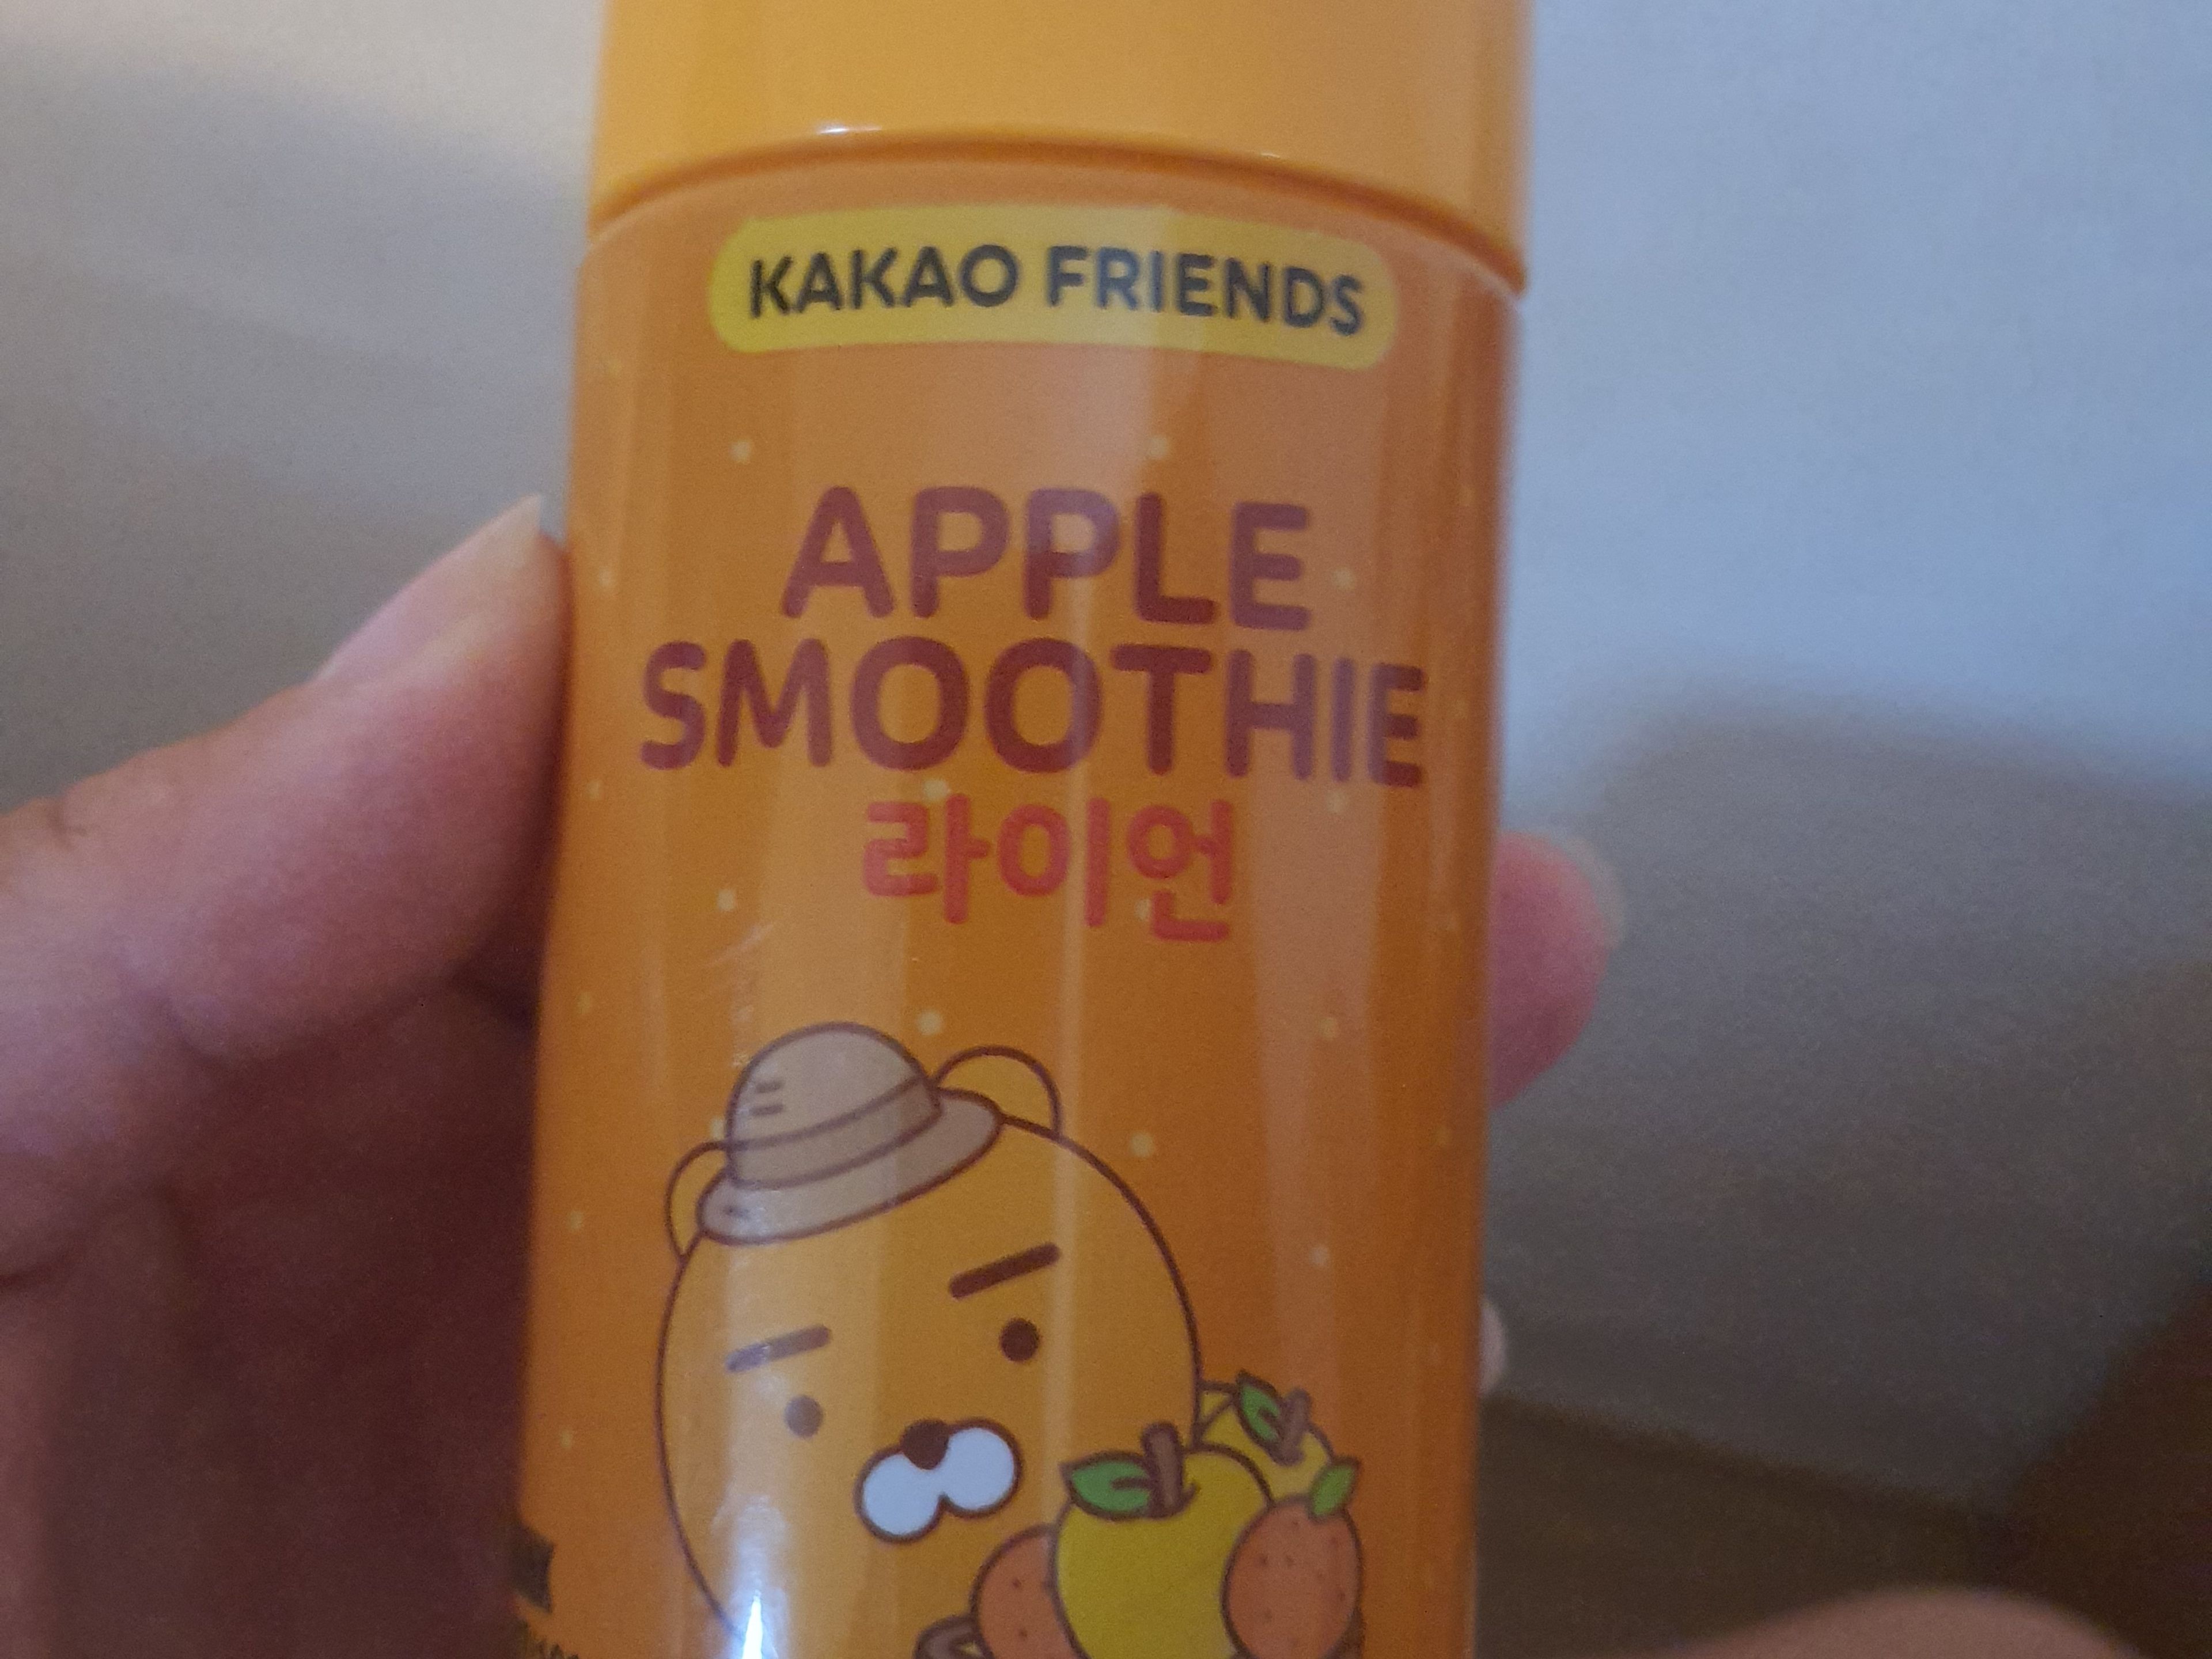 KAKAO FRIENDS
APPLE
SMOOTHIE
라이언